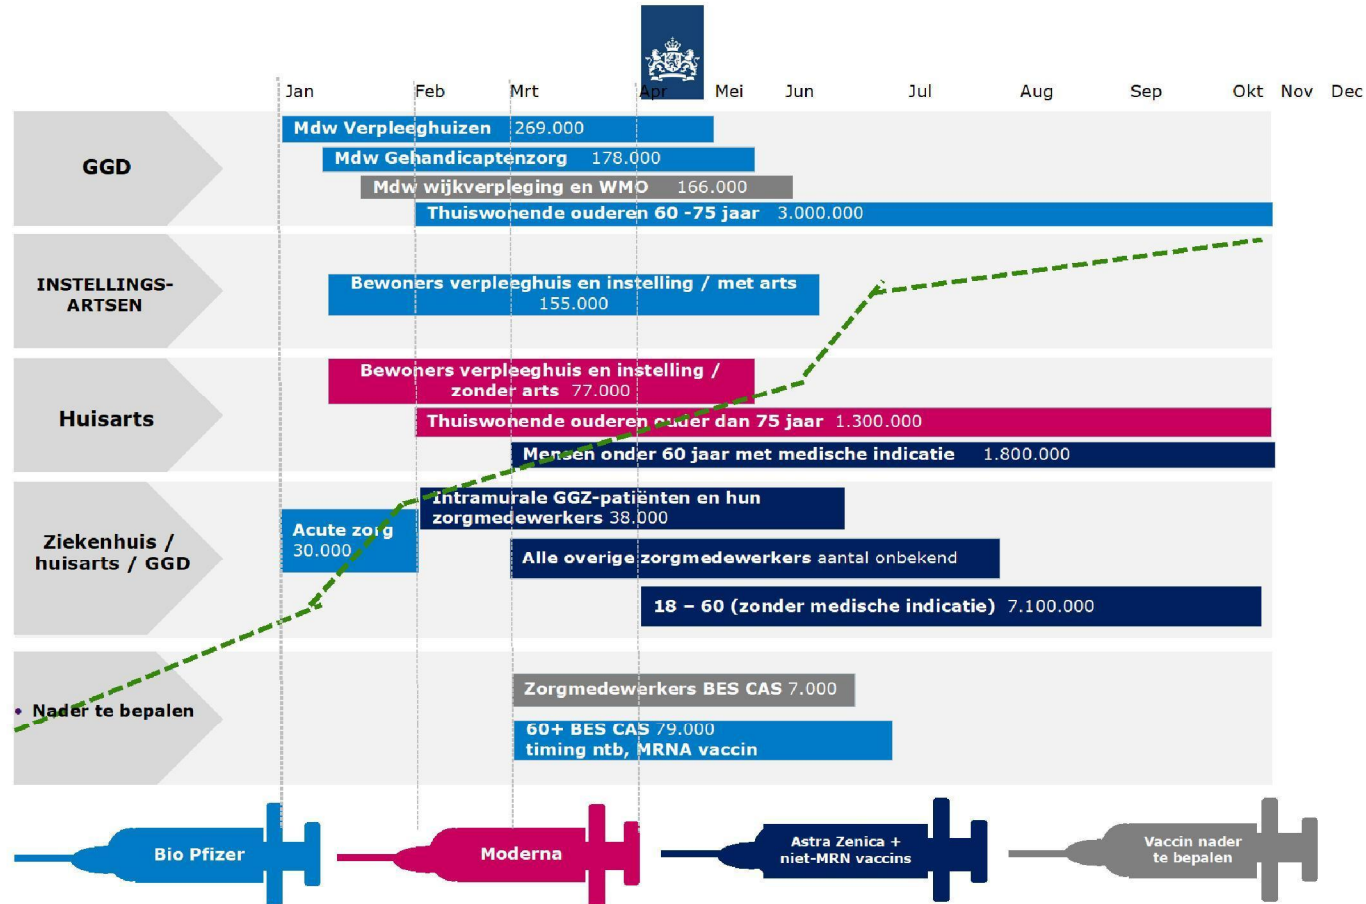 Jan Feb Mrt Apr Mei Jun Jul Aug Sep Okt Nov Dec
GGD
Mdw Verpleeghuizen 269.000
Mdw Gehandicaptenzorg 178.000
Mdw wijkverpleging en WMO 166.000
Thuiswonende ouderen 60 -75 jaar 3.000.000
INSTELLINGS-
ARTSEN
Bewoners verpleeghuis en instelling / met arts
155.000
Huisarts
Bewoners verpleeghuis en instelling /
zonder arts 77.000
Thuiswonende ouderen ouder dan 75 jaar 1.300.000
Mensen onder 60 jaar met medische indicatie 1.800.000
Ziekenhuis /
huisarts / GGD
Acute zorg
30.000
Intramurale GGZ-patiënten en hun
zorgmedewerkers 38.000
Alle overige zorgmedewerkers aantal onbekend
18 – 60 (zonder medische indicatie) 7.100.000
• Nader te bepalen
Zorgmedewerkers BES CAS 7.000
60+ BES CAS 79.000
timing ntb, MRNA vaccin
Bio Pfizer
Moderna
Astra Zenica +
niet-MRN vaccins
Vaccin nader
te bepalen